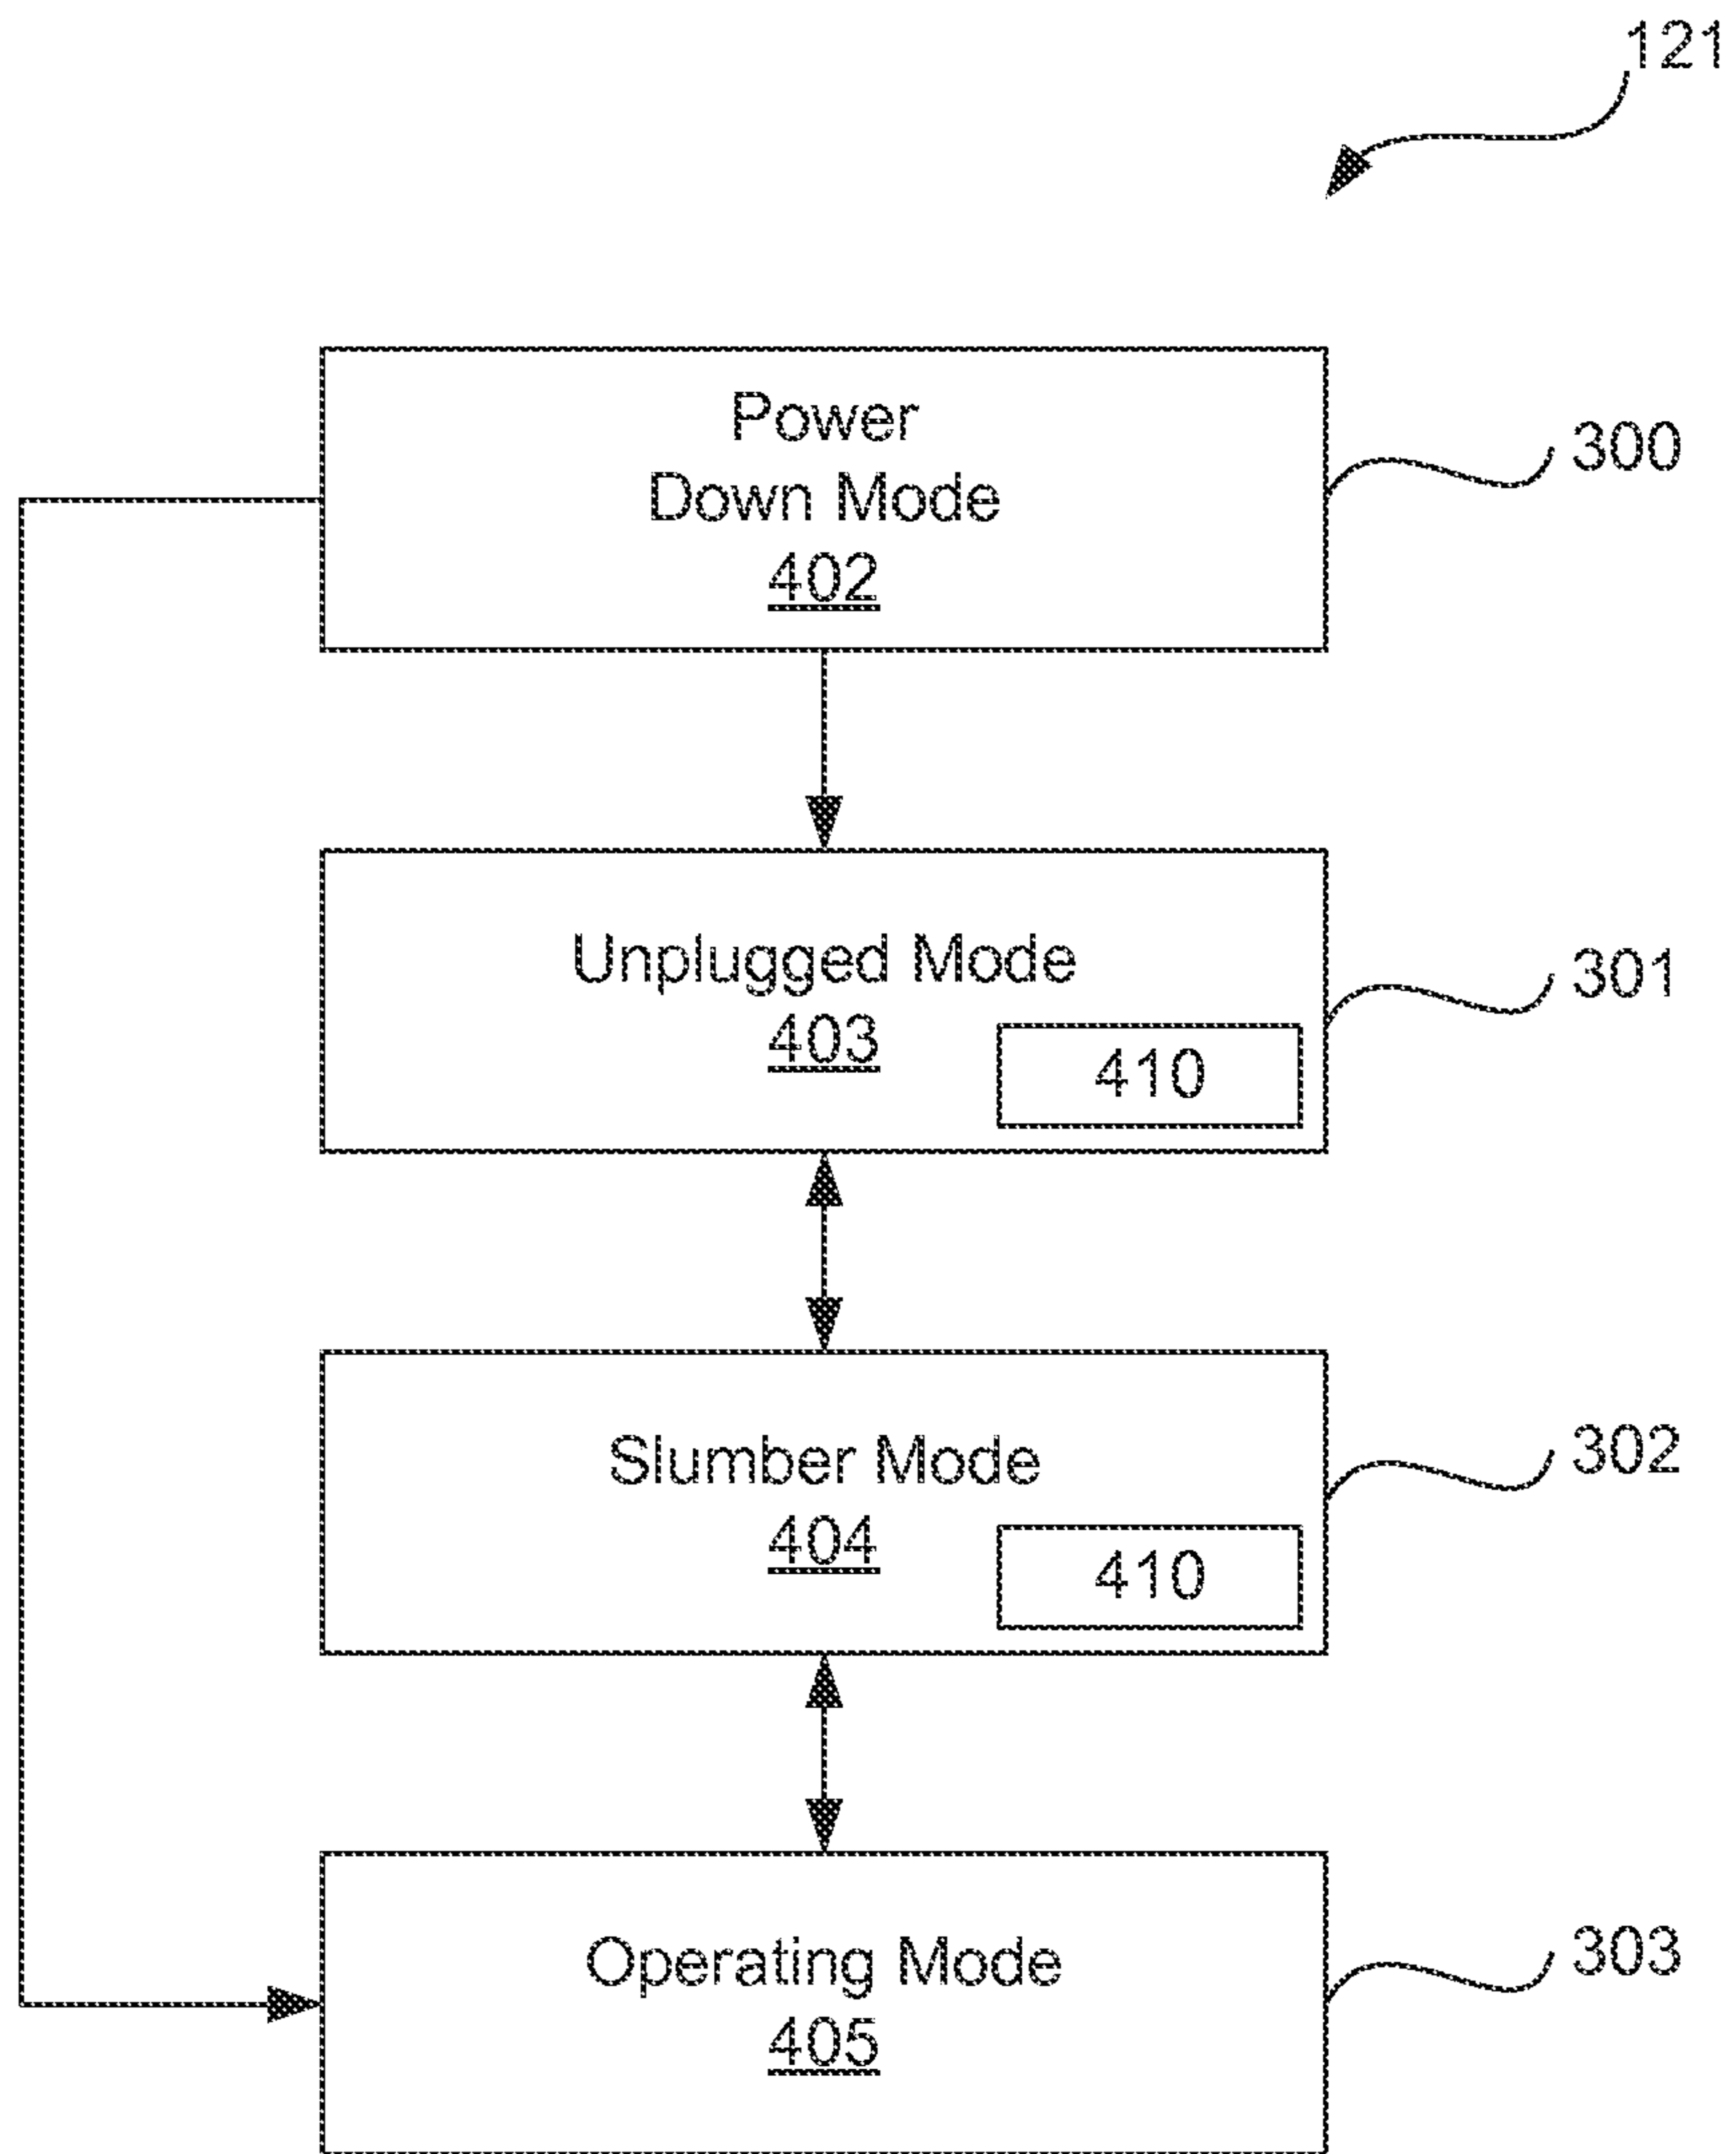 121
Power
Down Mode
402
300
Unplugged Mode
403
410
301
Slumber Mode
404
410
302
Operating Mode
405
303